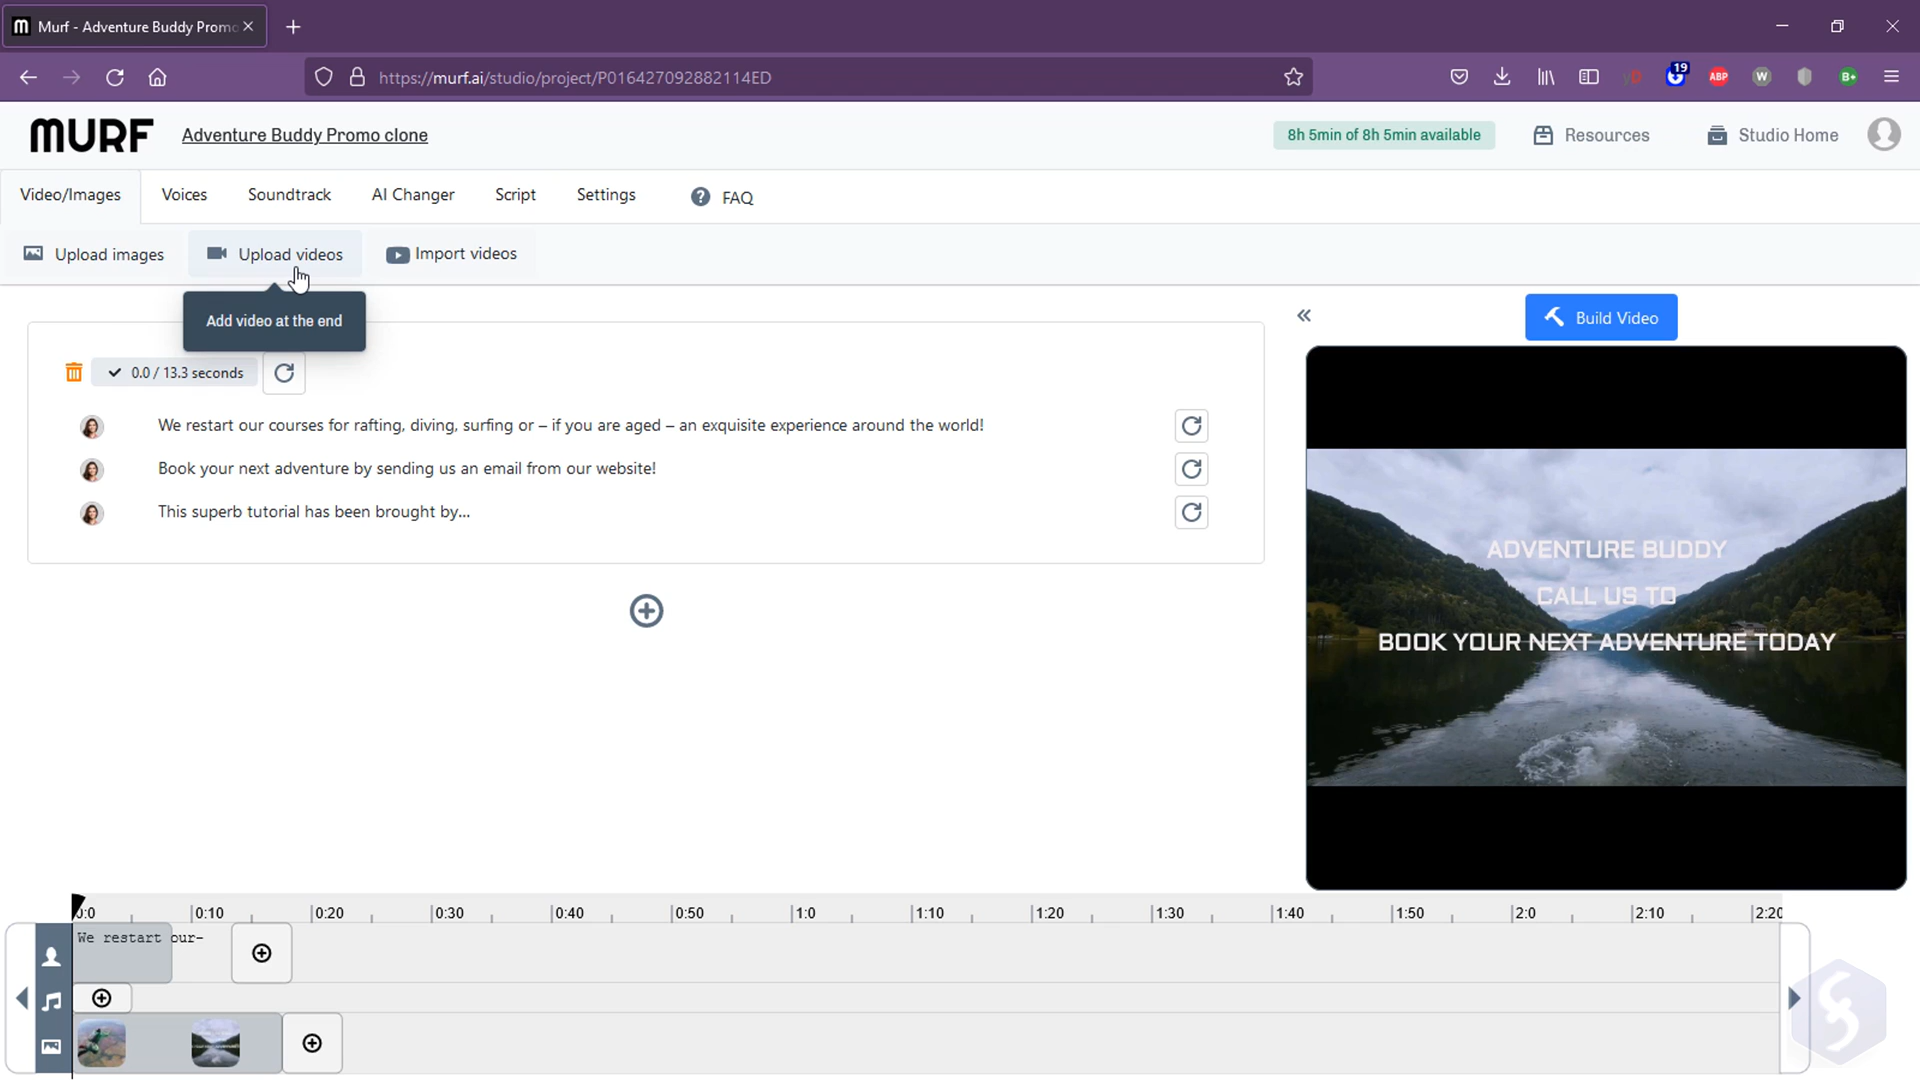 Murf - Adventure Buddy Promo
https://murf.ai/studio/project/P016427092882114ED
19
ABP
W
B+
MURF
Adventure Buddy Promo clone
8h 5min of 8h 5min available
Resources
Studio Home
Video/Images
Voices
Soundtrack
AI Changer
Script
Settings
? FAQ
Upload images
Upload videos
Import videos
Add video at the end
Build Video
0.0 / 13.3 seconds
We restart our courses for rafting, diving, surfing or – if you are aged – an exquisite experience around the world!
Book your next adventure by sending us an email from our website!
This superb tutorial has been brought by...
ADVENTURE BUDDY
CALL US TO
BOOK YOUR NEXT ADVENTURE TODAY
0:0
0:10
0:20
0:30
0:40
0:50
1:0
1:10
1:20
1:30
1:40
1:50
2:0
2:10
2:20
We restart our-